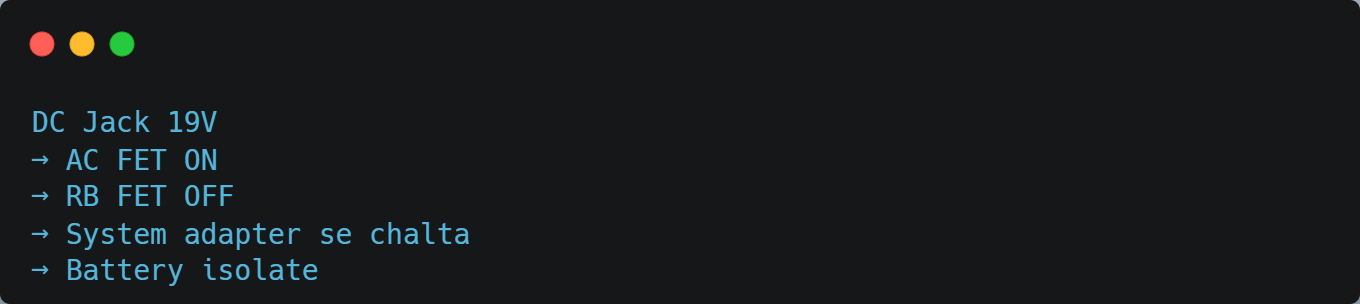 DC Jack 19V
→ AC FET ON
→ RB FET OFF
→ System adapter se chalta
→ Battery isolate